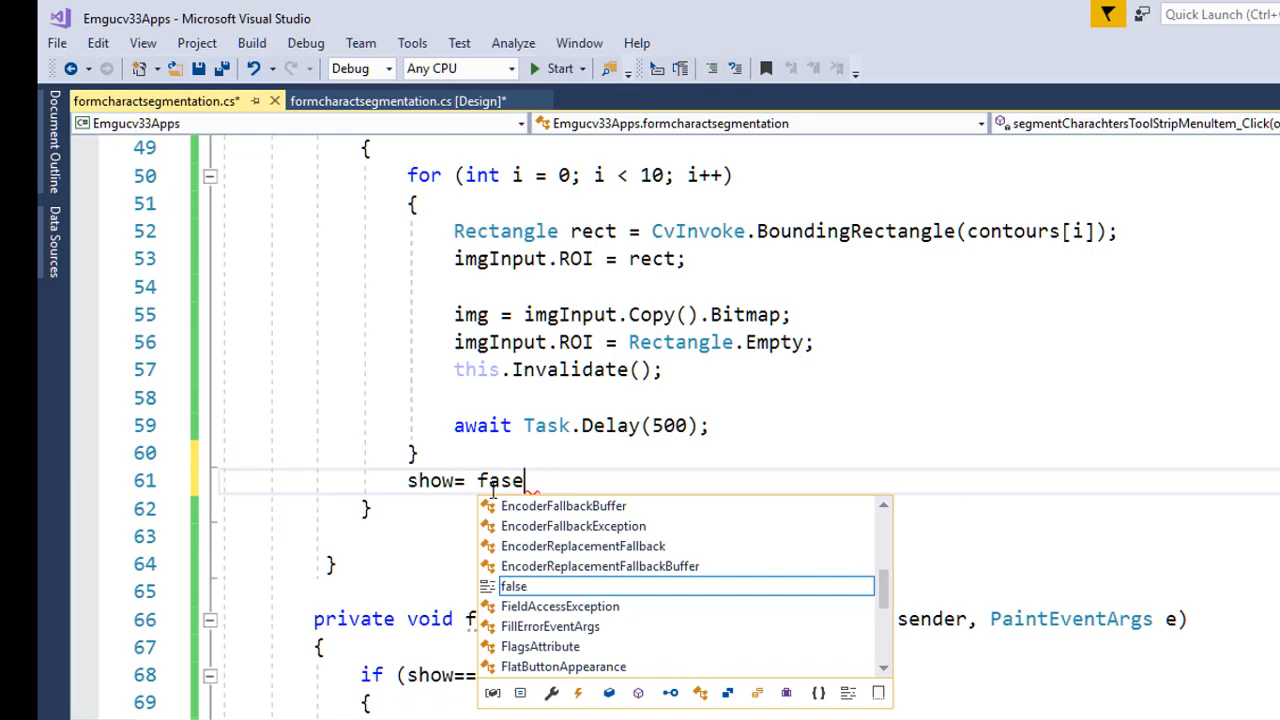 Emgucv33Apps - Microsoft Visual Studio
Quick Launch (Ctrl+
File Edit View Project Build Debug Team Tools Test Analyze Window Help
Debug Any CPU Start
formcharactsegmentation.cs* formcharactsegmentation.cs [Design]*
Emgucv33Apps Emgucv33Apps.formcharactsegmentation segmentCharachtersToolStripMenuItem_Click(o
Document Outline
Data Sources
49 {
50 for (int i = 0; i < 10; i++)
51 {
52 Rectangle rect = CvInvoke.BoundingRectangle(contours[i]);
53 imgInput.ROI = rect;
54
55 img = imgInput.Copy().Bitmap;
56 imgInput.ROI = Rectangle.Empty;
57 this.Invalidate();
58
59 await Task.Delay(500);
60 }
61 show= fase
62 }
63
64 }
65
66 private void f sender, PaintEventArgs e)
67 {
68 if (show==
69 {
EncoderFallbackBuffer
EncoderFallbackException
EncoderReplacementFallback
EncoderReplacementFallbackBuffer
false
FieldAccessException
FillErrorEventArgs
FlagsAttribute
FlatButtonAppearance